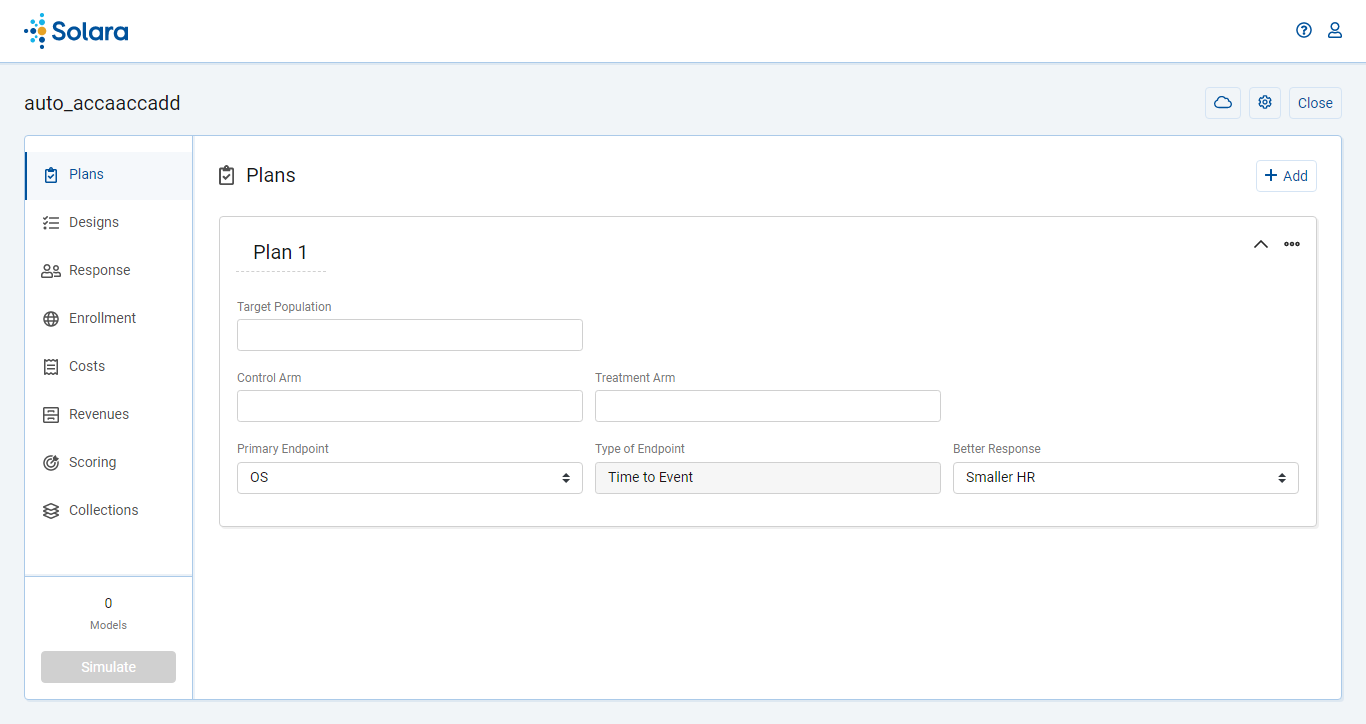 Solara
auto_accaaccadd
Close
Plans
Designs
Response
Enrollment
Costs
Revenues
Scoring
Collections
0
Models
Simulate
Plans
Add
Plan 1
Target Population
Control Arm
Treatment Arm
Primary Endpoint
Type of Endpoint
Better Response
OS
Time to Event
Smaller HR